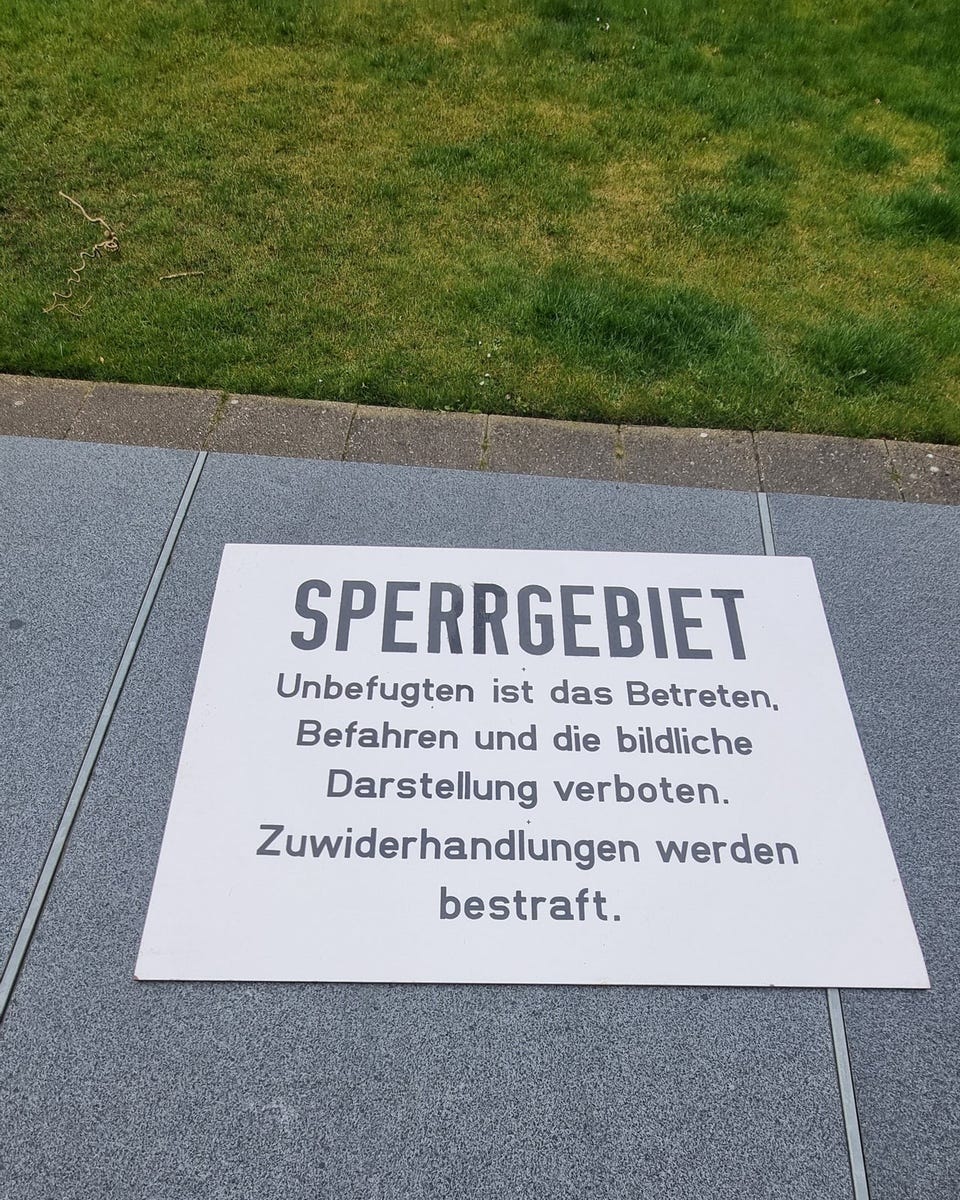 SPERRGEBIET
Unbefugten ist das Betreten,
Befahren und die bildliche
Darstellung verboten.
Zuwiderhandlungen werden
bestraft.